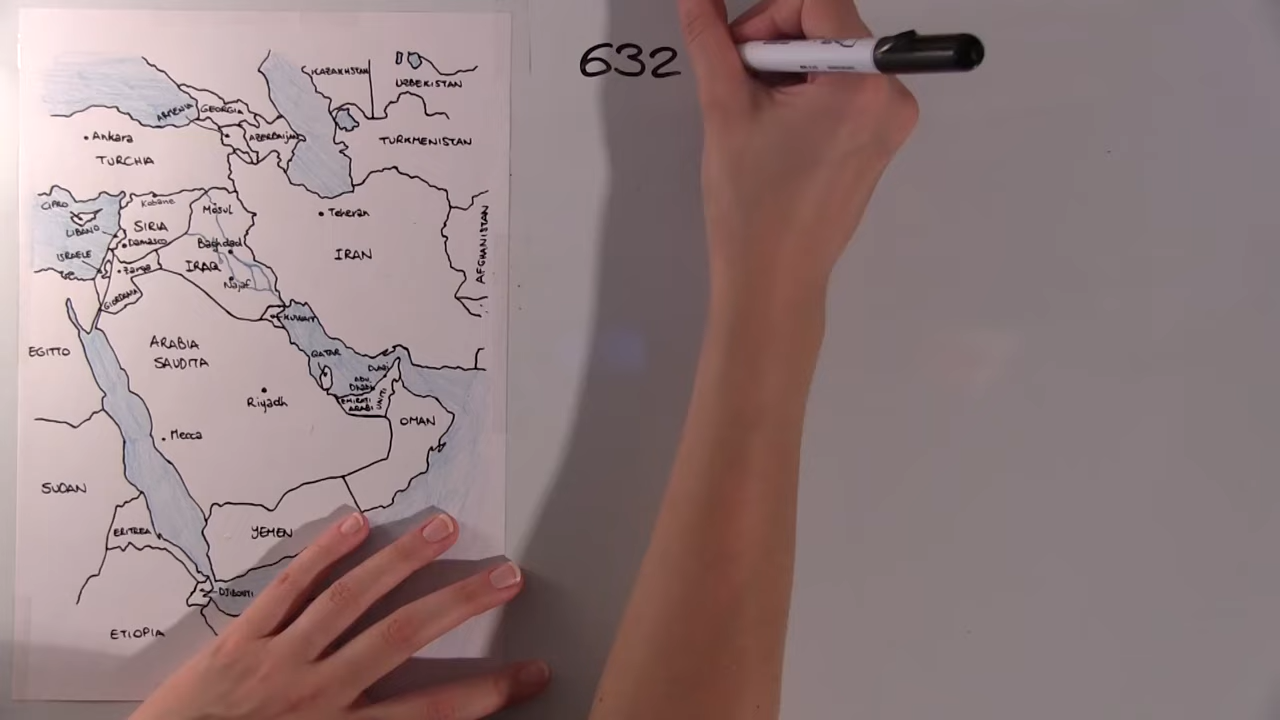 632
KAZAKHSTAN
UZBEKISTAN
ARMENIA
GEORGIA
AZERBAIJAN
TURKMENISTAN
Ankara
TURCHIA
CIPRO
Kobane
Mosul
Teheran
LIBANO
SIRIA
Damasco
Baghdad
AFGHANISTAN
ISRAELE
Zarqa
IRAQ
IRAN
Najaf
GIORDANIA
KUWAIT
EGITTO
ARABIA
SAUDITA
QATAR
DUBAI
ABU
DHABI
EMIRATI
ARABI
UNITI
Riyadh
OMAN
Mecca
SUDAN
ERITREA
YEMEN
DJIBOUTI
ETIOPIA